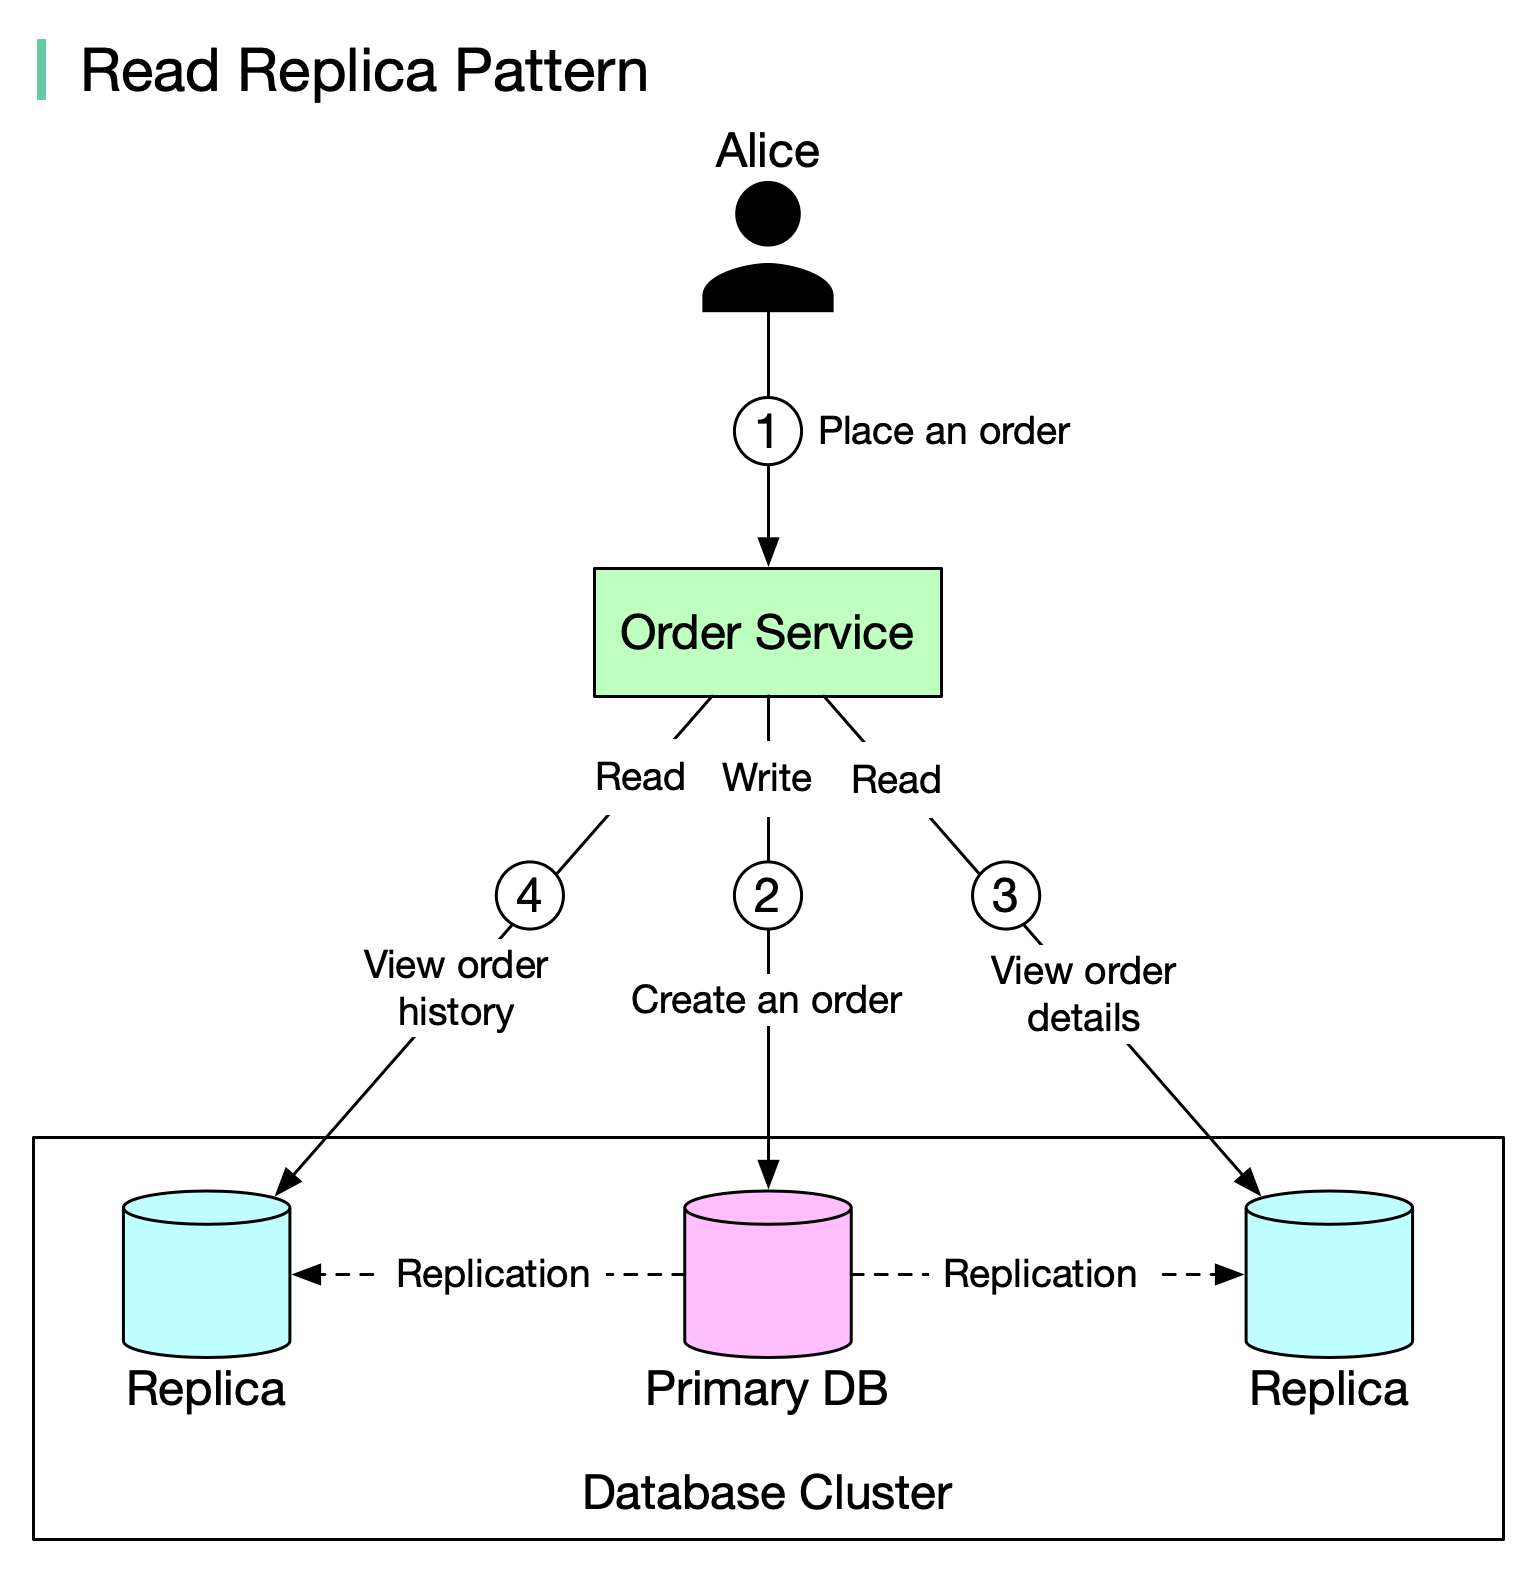 Read Replica Pattern
Alice
1 Place an order
Order Service
Read Write Read
4 2 3
View order
history
Create an order
View order
details
Replication Replication
Replica Primary DB Replica
Database Cluster